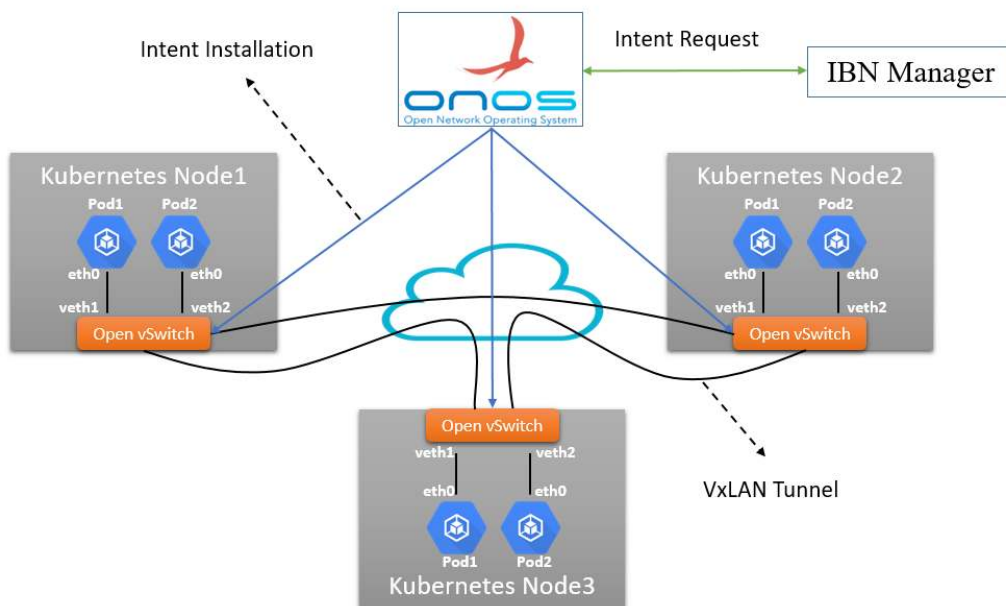 Intent Installation
onos
Open Network Operating System
Intent Request
IBN Manager
Kubernetes Node1
Pod1 Pod2
eth0 eth0
veth1 veth2
Open vSwitch
Kubernetes Node2
Pod1 Pod2
eth0 eth0
veth1 veth2
Open vSwitch
Open vSwitch
veth1 veth2
eth0 eth0
Pod1 Pod2
Kubernetes Node3
VxLAN Tunnel